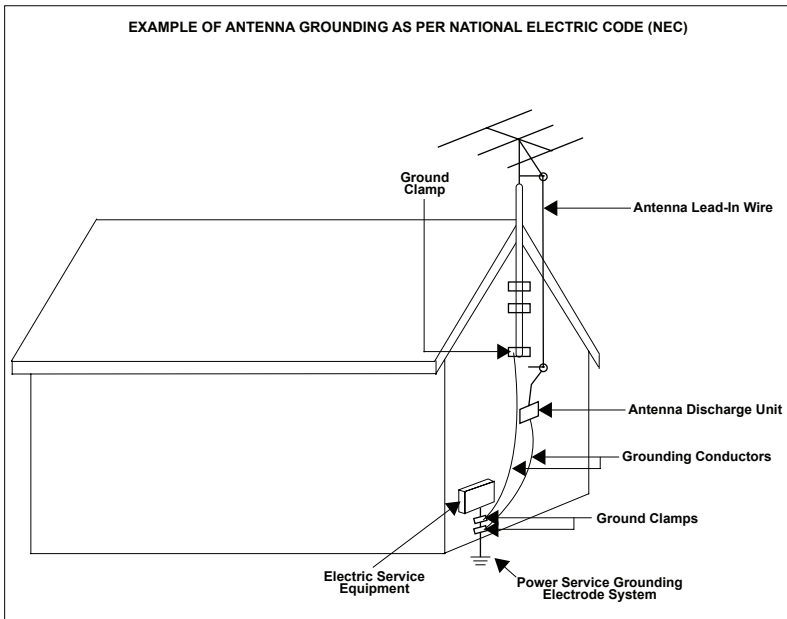 EXAMPLE OF ANTENNA GROUNDING AS PER NATIONAL ELECTRIC CODE (NEC)
Ground
Clamp
Antenna Lead-In Wire
Antenna Discharge Unit
Grounding Conductors
Ground Clamps
Electric Service
Equipment
Power Service Grounding
Electrode System